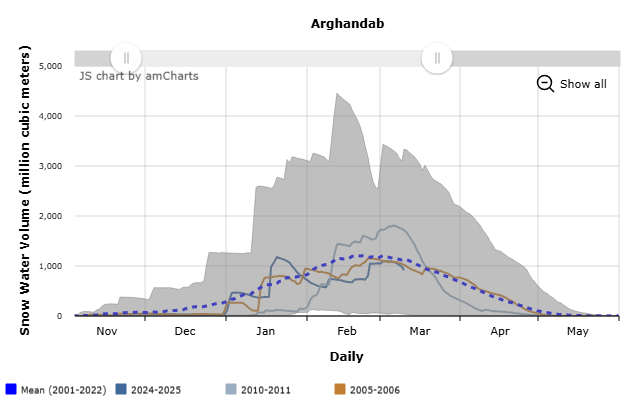 Arghandab
JS chart by amCharts
Show all
Snow Water Volume (million cubic meters)
5,000
4,000
3,000
2,000
1,000
0
Nov Dec Jan Feb Mar Apr May
Daily
Mean (2001-2022) 2024-2025 2010-2011 2005-2006